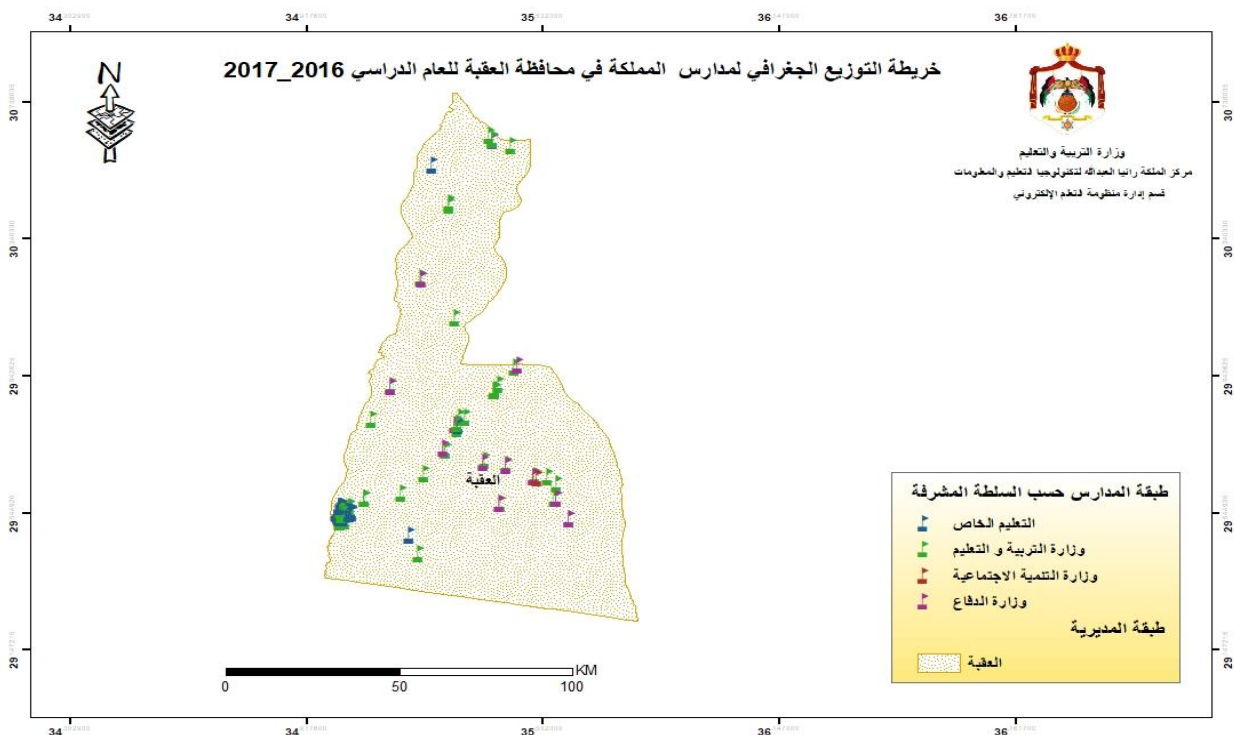 خريطة التوزيع الجغرافي لمدارس المملكة في محافظة العقبة للعام الدراسي 2016_2017
N
وزارة التربية والتعليم
مركز الملكة رانيا العبدالله لتكنولوجيا التعليم والمعلومات
قسم إدارة منظومة التعلم الإلكتروني
العقبة
طبقة المدارس حسب السلطة المشرفة
التعليم الخاص
وزارة التربية و التعليم
وزارة التنمية الاجتماعية
وزارة الدفاع
طبقة المديرية
العقبة
KM
0 50 100
34 34 35 36 36
34 34 35 36 36
30 30 29 29 29
30 30 29 29 29